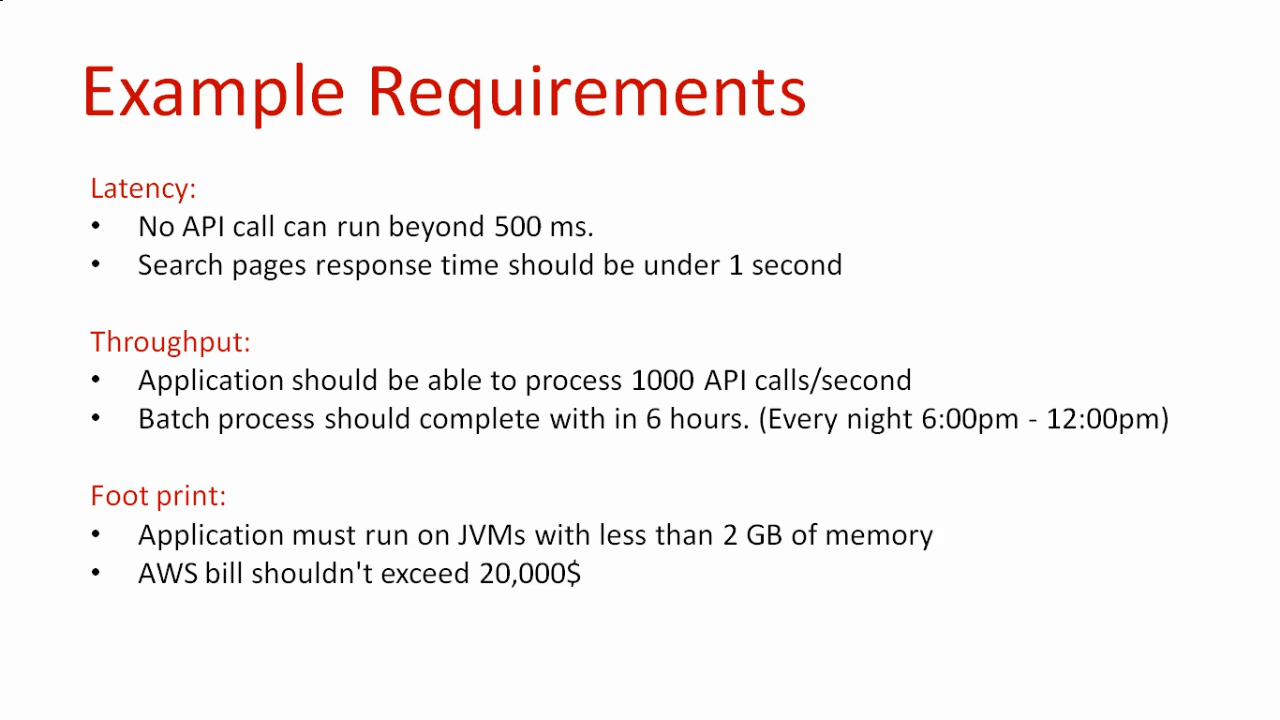 Example Requirements
Latency:
• No API call can run beyond 500 ms.
• Search pages response time should be under 1 second
Throughput:
• Application should be able to process 1000 API calls/second
• Batch process should complete with in 6 hours. (Every night 6:00pm - 12:00pm)
Foot print:
• Application must run on JVMs with less than 2 GB of memory
• AWS bill shouldn't exceed 20,000$